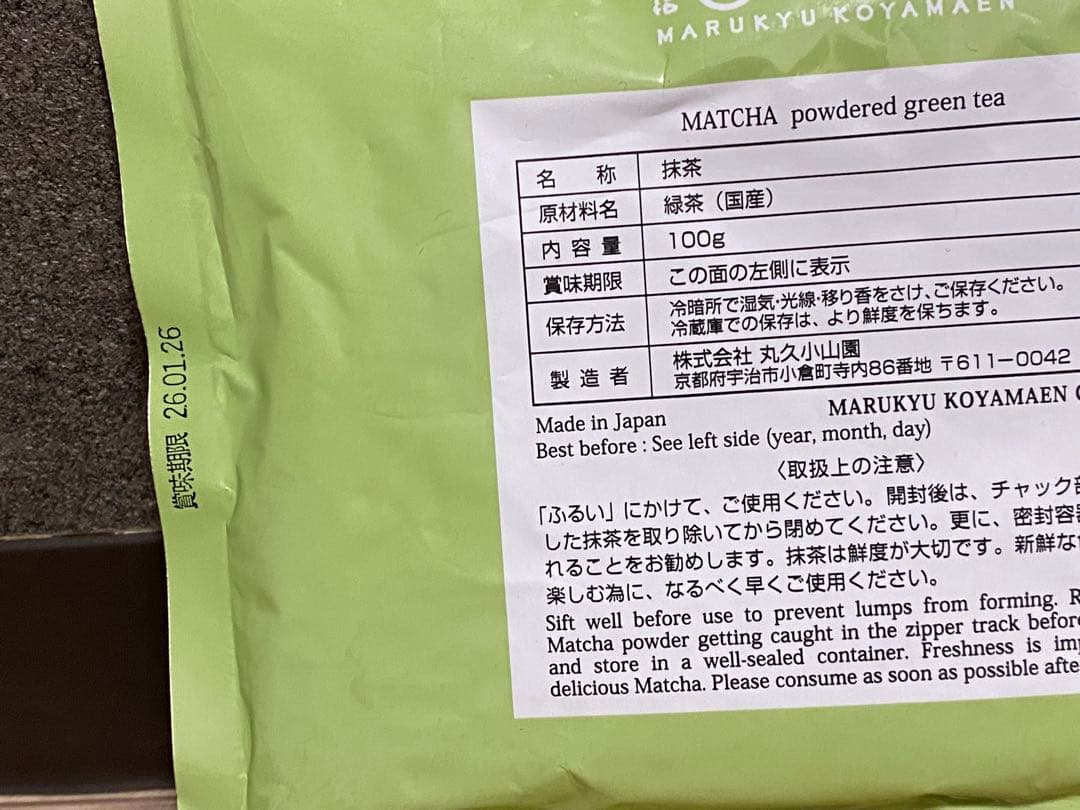 MARUKYU KOYAMAEN
MATCHA powdered green tea
名称 抹茶
原材料名 緑茶（国産）
内容量 100g
賞味期限 この面の左側に表示
保存方法 冷暗所で湿気・光線・移り香をさけ、ご保存ください。
冷蔵庫での保存は、より鮮度を保ちます。
製造者 株式会社 丸久小山園
京都府宇治市小倉町寺内86番地 〒611-0042
MARUKYU KOYAMAEN
Made in Japan
Best before : See left side (year, month, day)
〈取扱上の注意〉
「ふるい」にかけて、ご使用ください。開封後は、チャック
した抹茶を取り除いてから閉めてください。更に、密封容
れることをお勧めします。抹茶は鮮度が大切です。新鮮な
楽しむ為に、なるべく早くご使用ください。
Sift well before use to prevent lumps from forming.
Matcha powder getting caught in the zipper track before
and store in a well-sealed container. Freshness is
delicious Matcha. Please consume as soon as possible
賞味期限 26.01.26